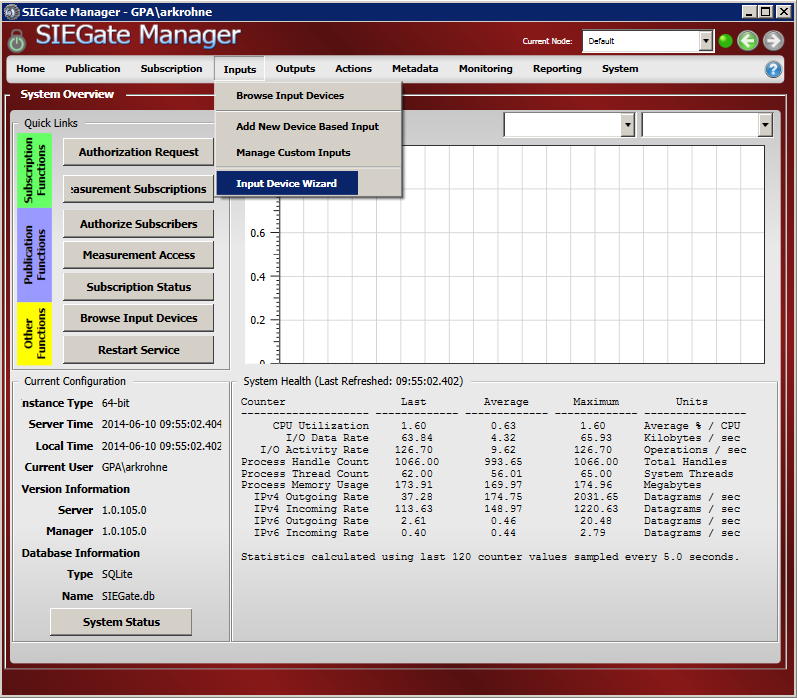 SIEGate Manager - GPA\arkrohne
SIEGate Manager
Current Node: Default
Home Publication Subscription Inputs Outputs Actions Metadata Monitoring Reporting System
Browse Input Devices
Add New Device Based Input
Manage Custom Inputs
Input Device Wizard
System Overview
Quick Links
Subscription Functions
Authorization Request
easurement Subscriptions
Publication Functions
Authorize Subscribers
Measurement Access
Subscription Status
Other Functions
Browse Input Devices
Restart Service
0.6
0.4
0.2
0
Current Configuration
nstance Type 64-bit
Server Time 2014-06-10 09:55:02.404
Local Time 2014-06-10 09:55:02.402
Current User GPA\arkrohne
Version Information
Server 1.0.105.0
Manager 1.0.105.0
Database Information
Type SQLite
Name SIEGate.db
System Status
System Health (Last Refreshed: 09:55:02.402)
Counter Last Average Maximum Units
CPU Utilization 1.60 0.63 1.60 Average % / CPU
I/O Data Rate 63.84 4.32 65.93 Kilobytes / sec
I/O Activity Rate 126.70 9.62 126.70 Operations / sec
Process Handle Count 1066.00 993.65 1066.00 Total Handles
Process Thread Count 62.00 56.01 65.00 System Threads
Process Memory Usage 173.91 169.97 174.96 Megabytes
IPv4 Outgoing Rate 37.28 174.75 2031.65 Datagrams / sec
IPv4 Incoming Rate 113.63 148.97 1220.63 Datagrams / sec
IPv6 Outgoing Rate 2.61 0.46 20.48 Datagrams / sec
IPv6 Incoming Rate 0.40 0.44 2.79 Datagrams / sec
Statistics calculated using last 120 counter values sampled every 5.0 seconds.